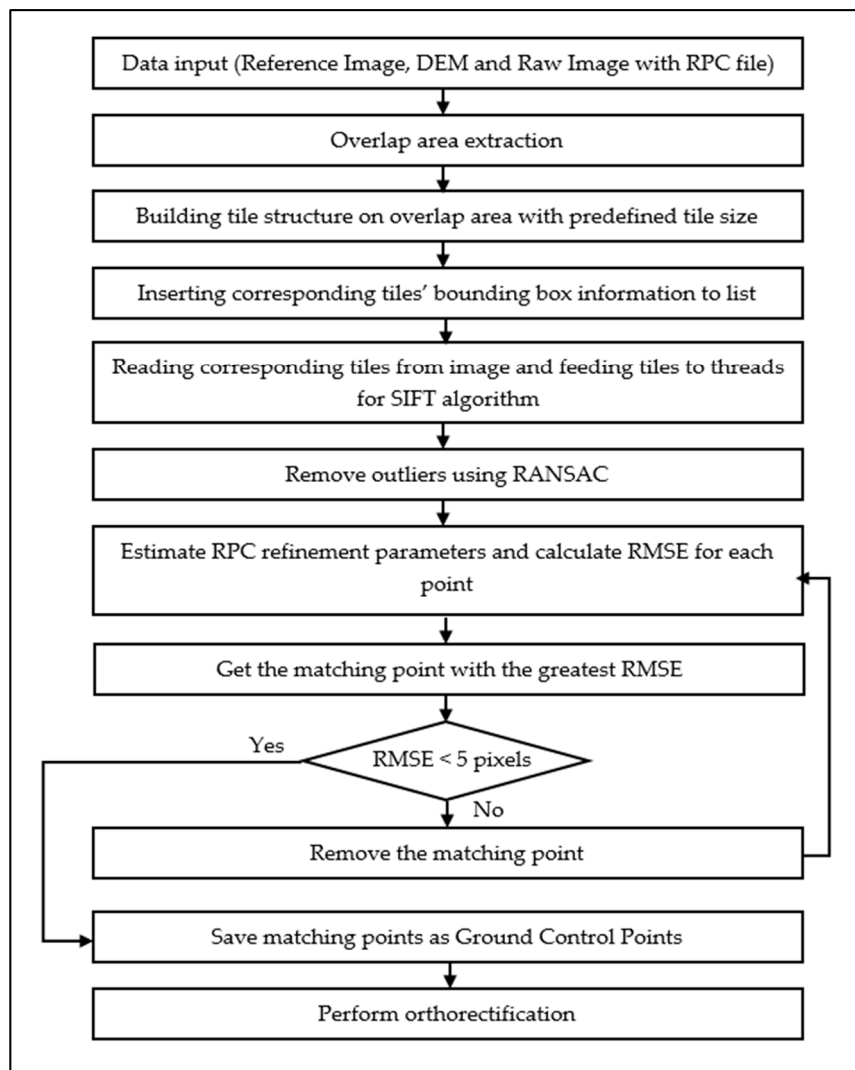 Data input (Reference Image, DEM and Raw Image with RPC file)
Overlap area extraction
Building tile structure on overlap area with predefined tile size
Inserting corresponding tiles’ bounding box information to list
Reading corresponding tiles from image and feeding tiles to threads
for SIFT algorithm
Remove outliers using RANSAC
Estimate RPC refinement parameters and calculate RMSE for each
point
Get the matching point with the greatest RMSE
Yes
RMSE < 5 pixels
No
Remove the matching point
Save matching points as Ground Control Points
Perform orthorectification